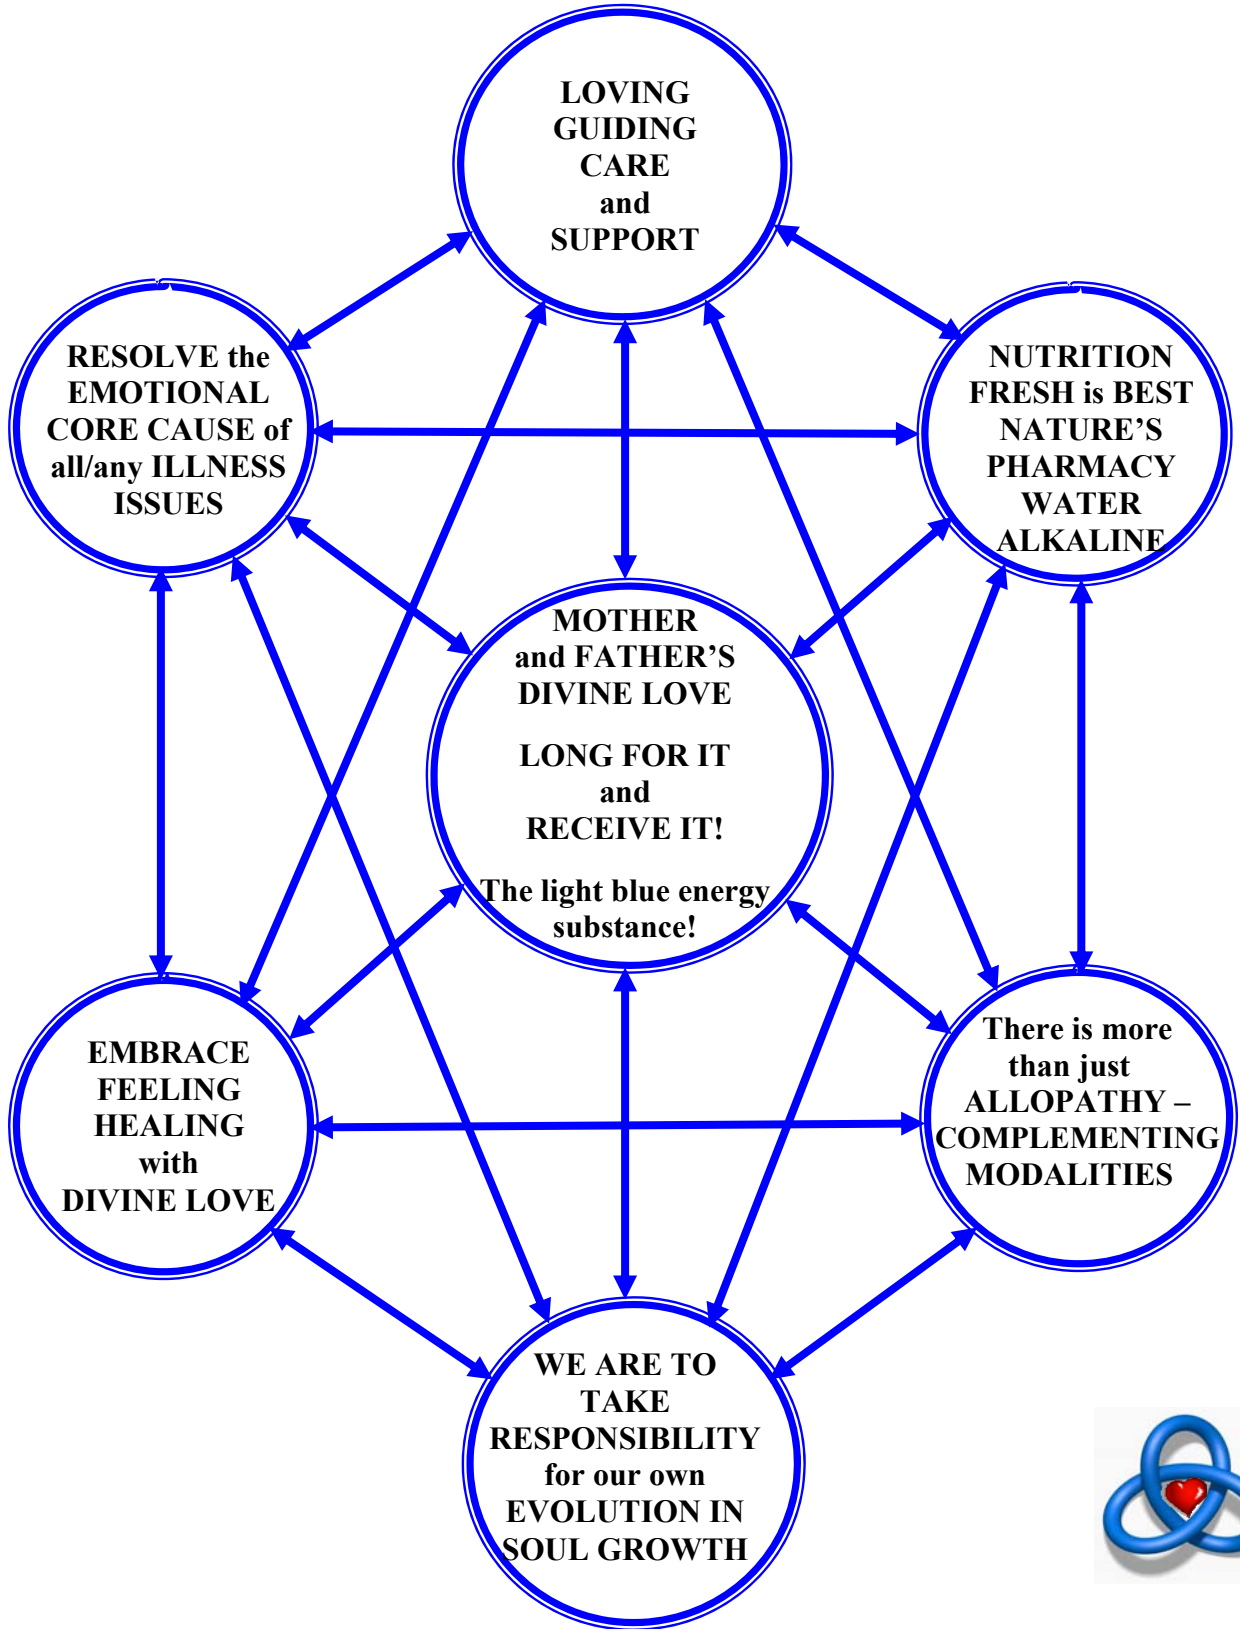 LOVING
GUIDING
CARE
and
SUPPORT
RESOLVE the
EMOTIONAL
CORE CAUSE of
all/any ILLNESS
ISSUES
NUTRITION
FRESH is BEST
NATURE’S
PHARMACY
WATER
ALKALINE
MOTHER
and FATHER’S
DIVINE LOVE
LONG FOR IT
and
RECEIVE IT!
The light blue energy
substance!
EMBRACE
FEELING
HEALING
with
DIVINE LOVE
There is more
than just
ALLOPATHY –
COMPLEMENTING
MODALITIES
WE ARE TO
TAKE
RESPONSIBILITY
for our own
EVOLUTION IN
SOUL GROWTH